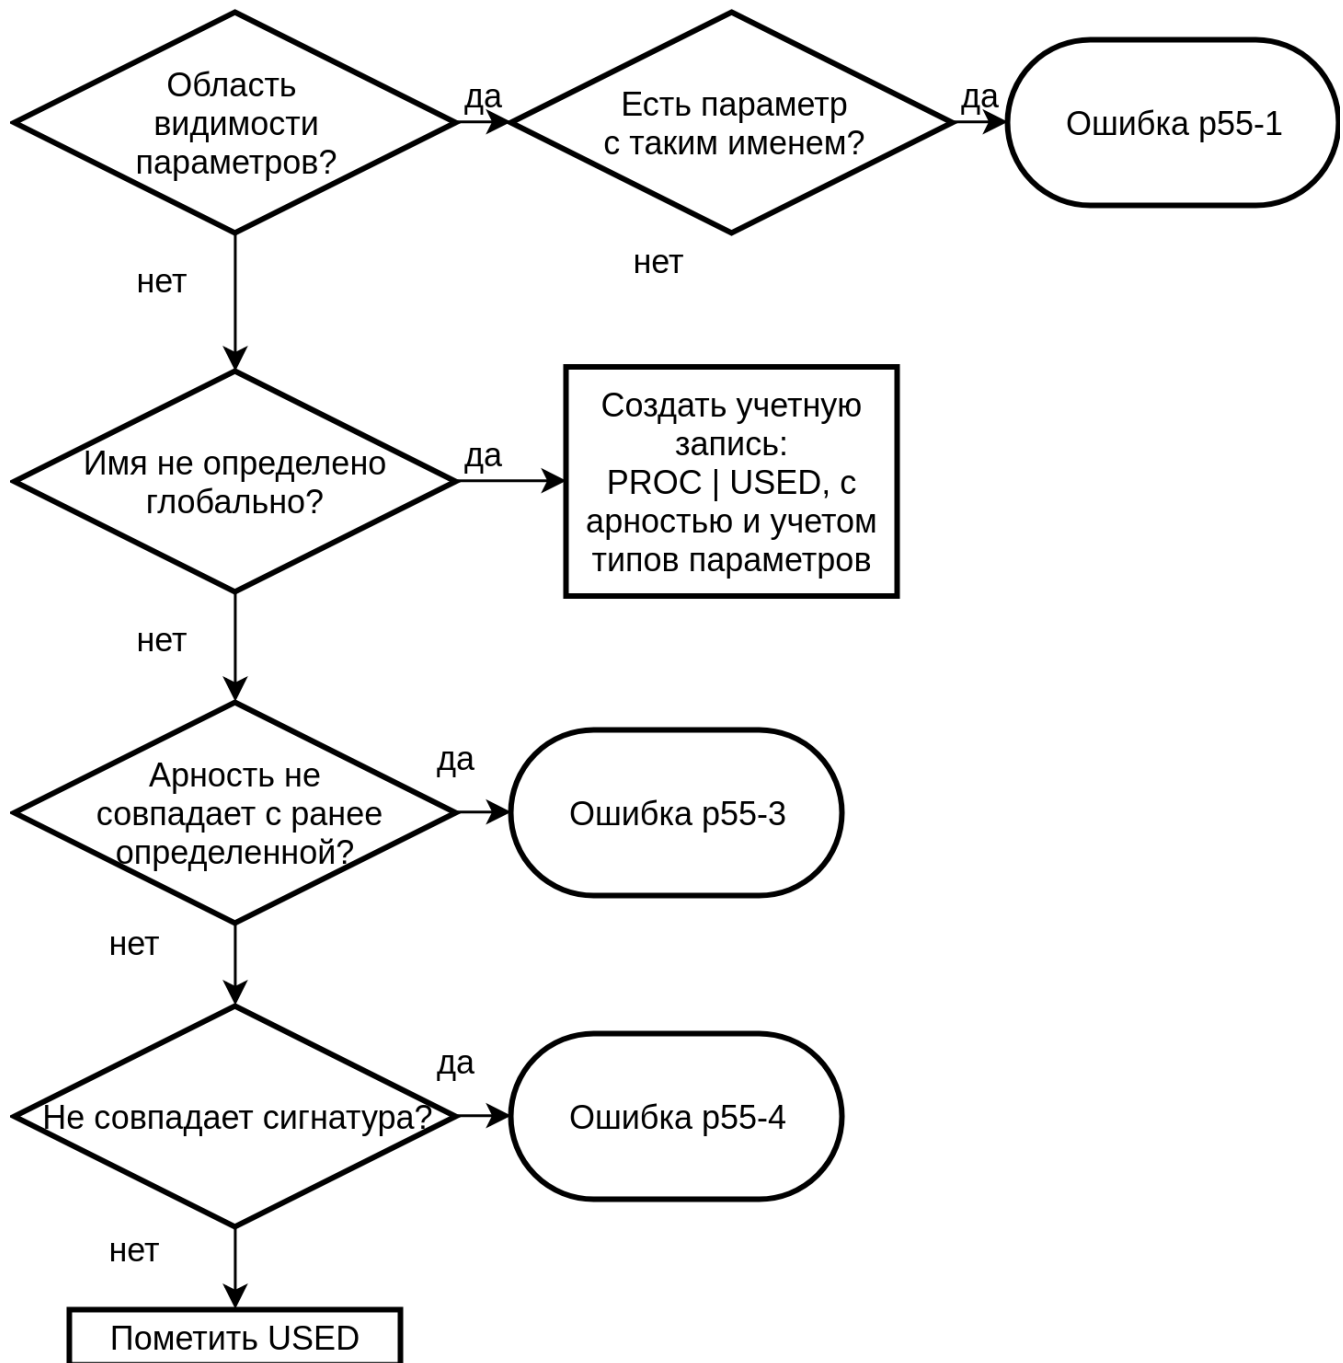 Область
видимости
параметров?
да
Есть параметр
с таким именем?
да
Ошибка p55-1
нет
нет
Имя не определено
глобально?
да
Создать учетную
запись:
PROC | USED, с
арностью и учетом
типов параметров
нет
Арность не
совпадает с ранее
определенной?
да
Ошибка p55-3
нет
Не совпадает сигнатура?
да
Ошибка p55-4
нет
Пометить USED